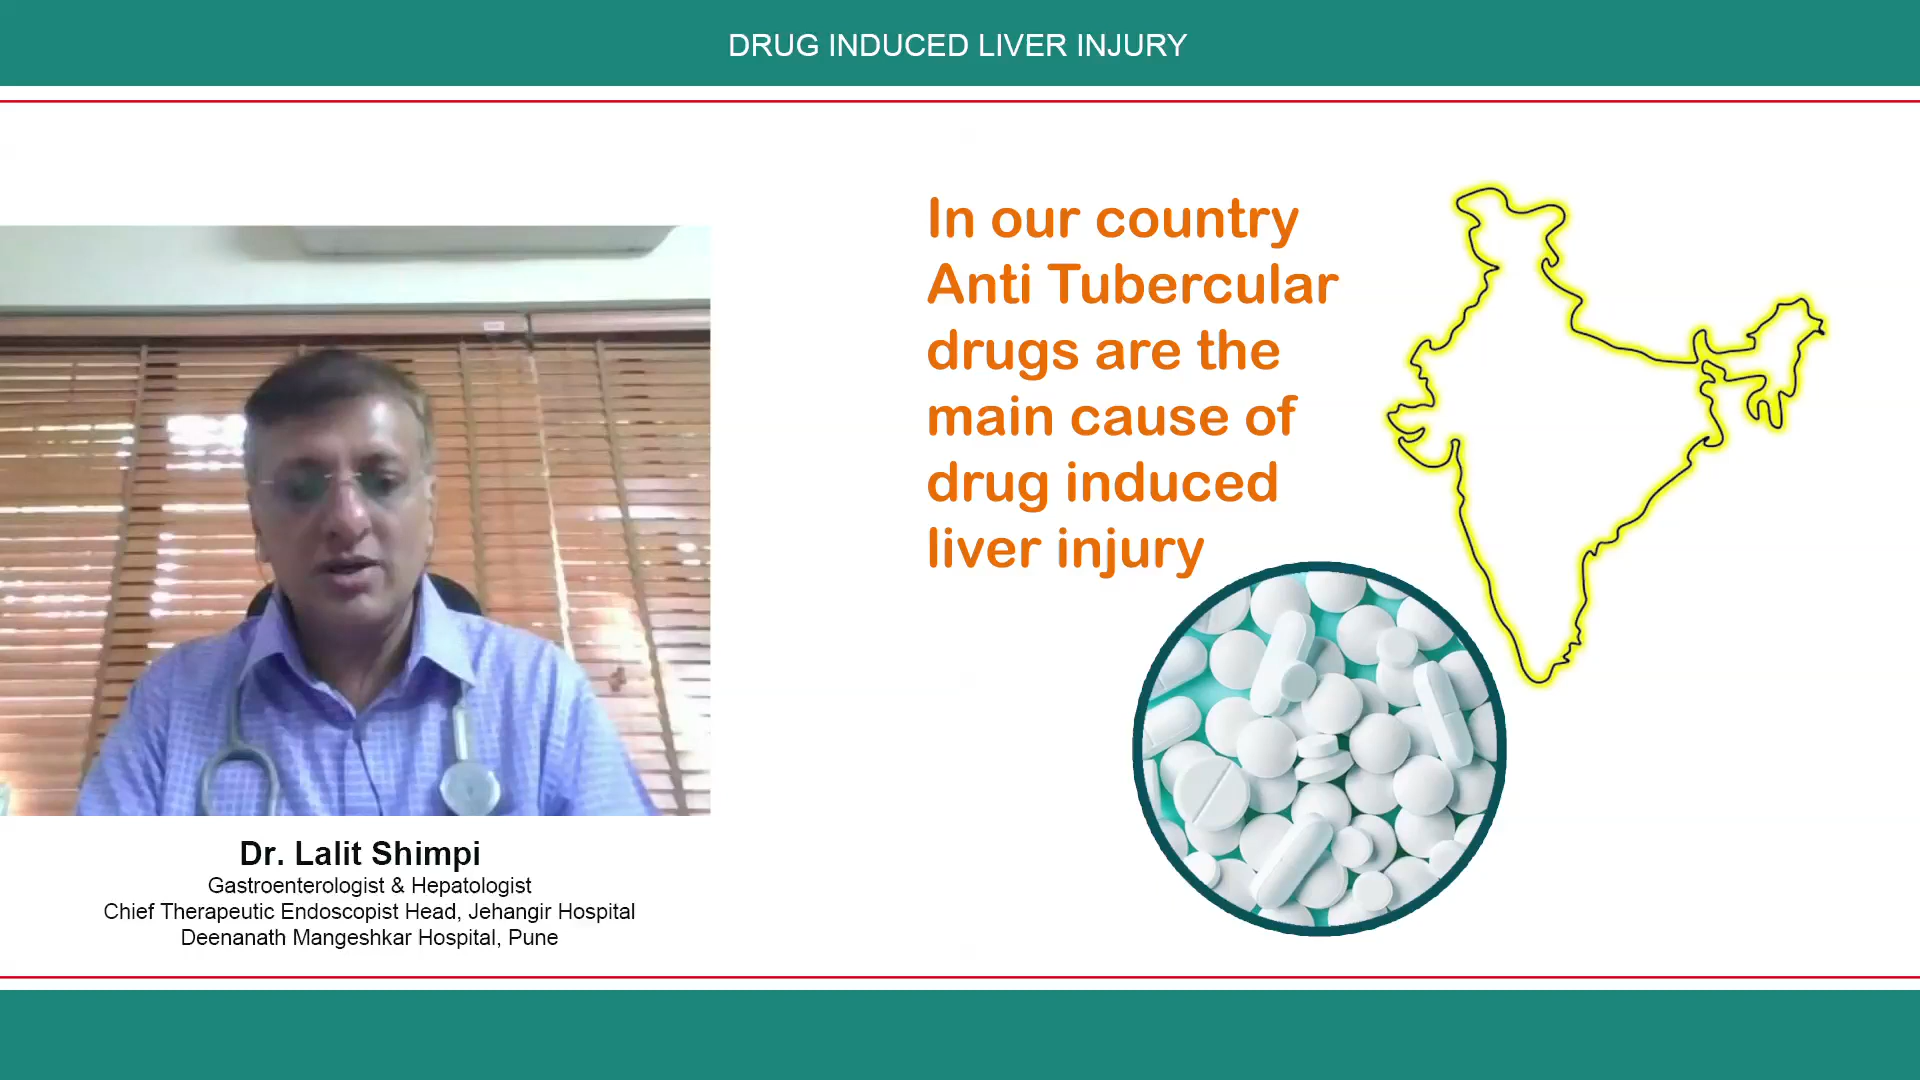 DRUG INDUCED LIVER INJURY
In our country
Anti Tubercular
drugs are the
main cause of
drug induced
liver injury
Dr. Lalit Shimpi
Gastroenterologist & Hepatologist
Chief Therapeutic Endoscopist Head, Jehangir Hospital
Deenanath Mangeshkar Hospital, Pune